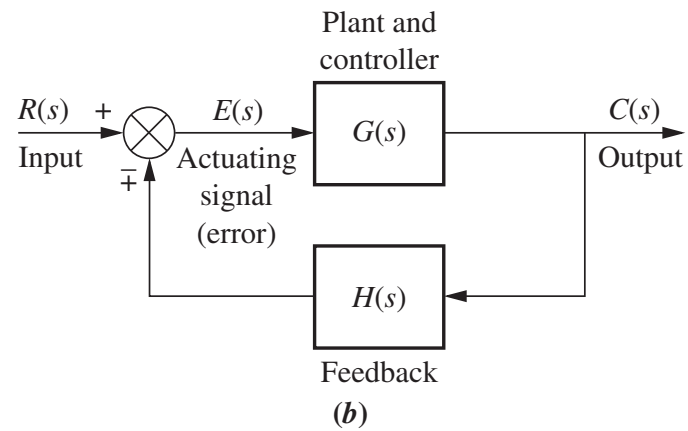 Plant and
controller
R(s) +
E(s)
G(s)
C(s)
Input
∓
Actuating
signal
(error)
Output
H(s)
Feedback
(b)